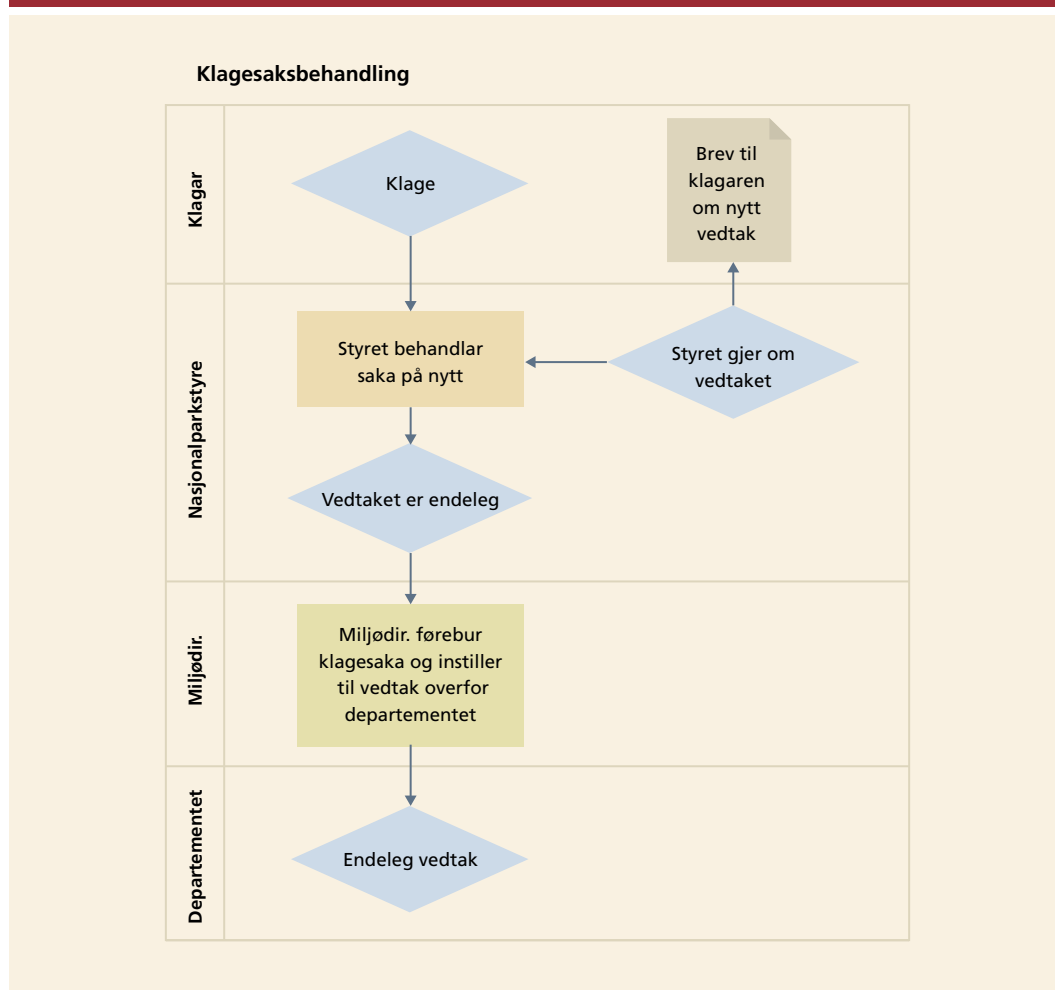 Klagesaksbehandling
Klagar
Klage
Brev til
klagaren
om nytt
vedtak
Nasjonalparkstyre
Styret behandlar
saka på nytt
Styret gjer om
vedtaket
Vedtaket er endeleg
Miljødir.
Miljødir. førebur
klagesaka og instiller
til vedtak overfor
departementet
Departementet
Endeleg vedtak